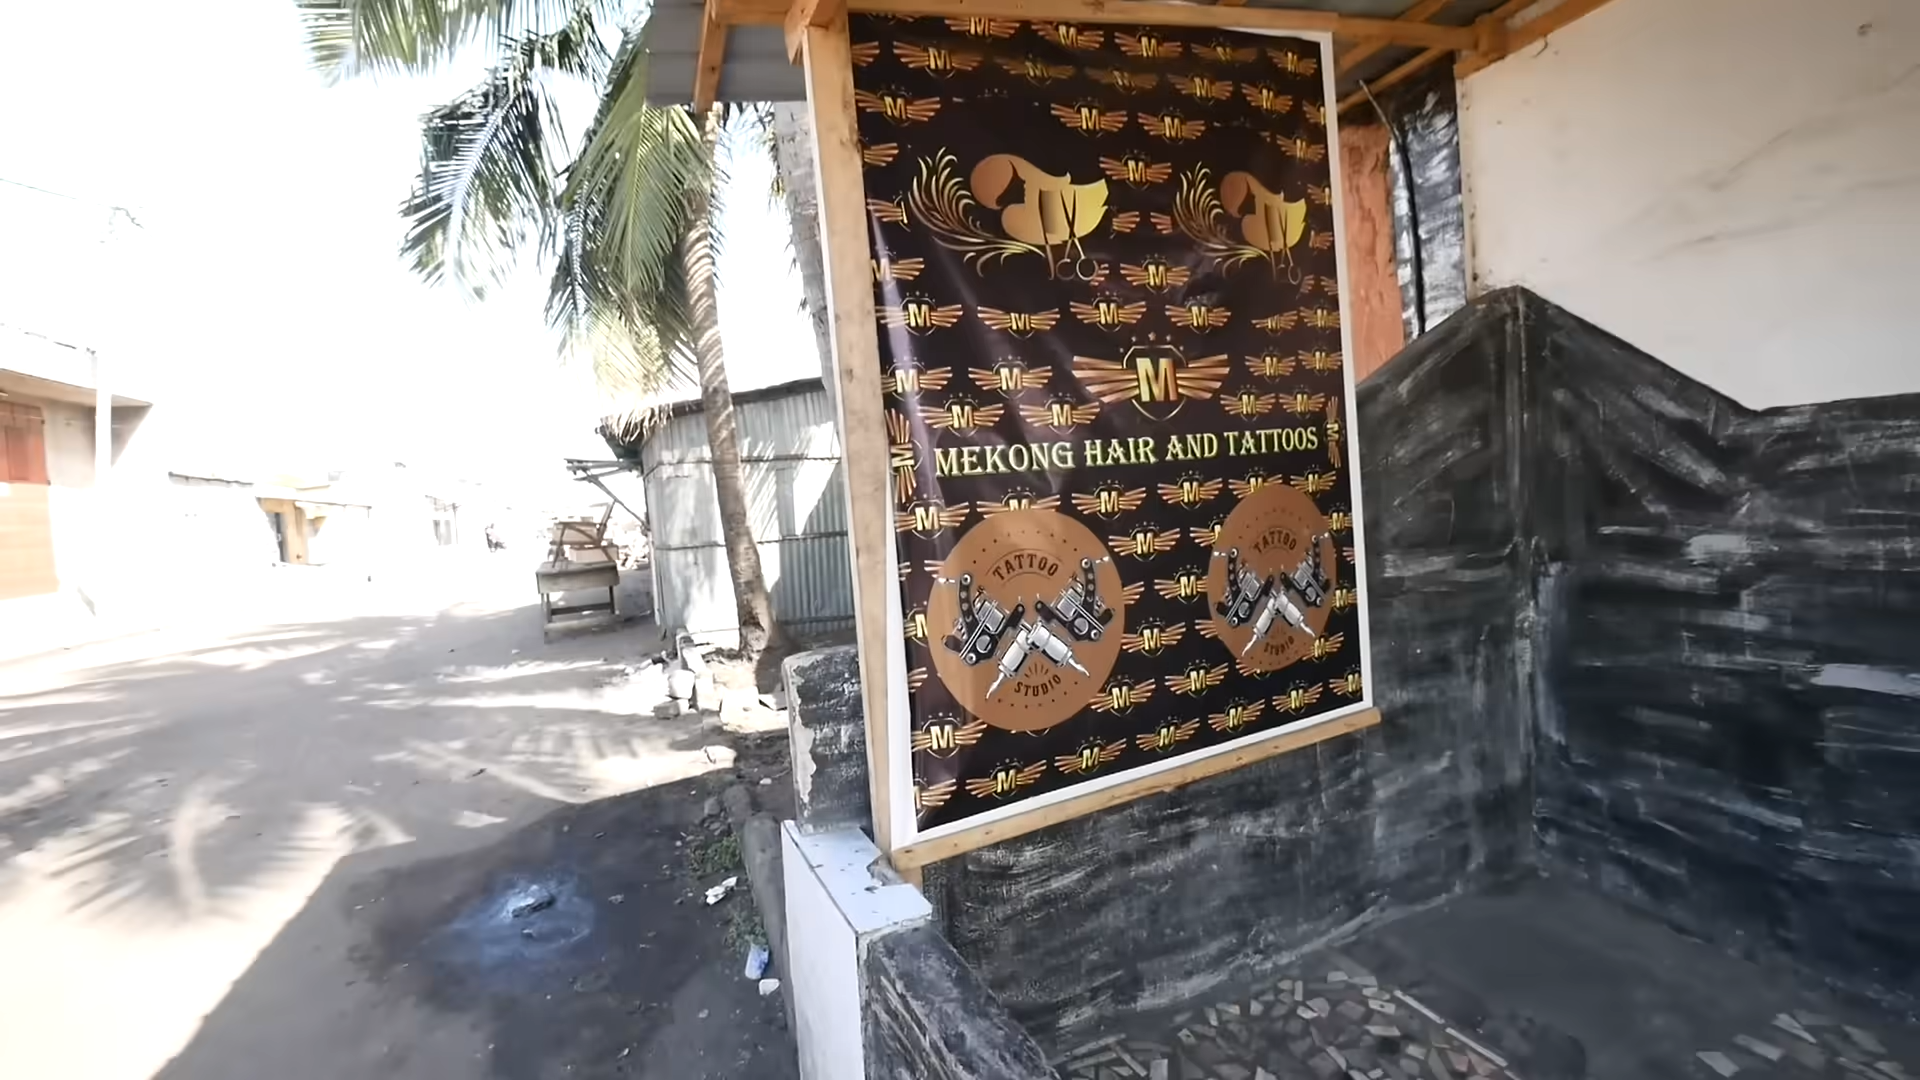 M
MEKONG HAIR AND TATTOOS
TATTOO
STUDIO
TATTOO
STUDIO